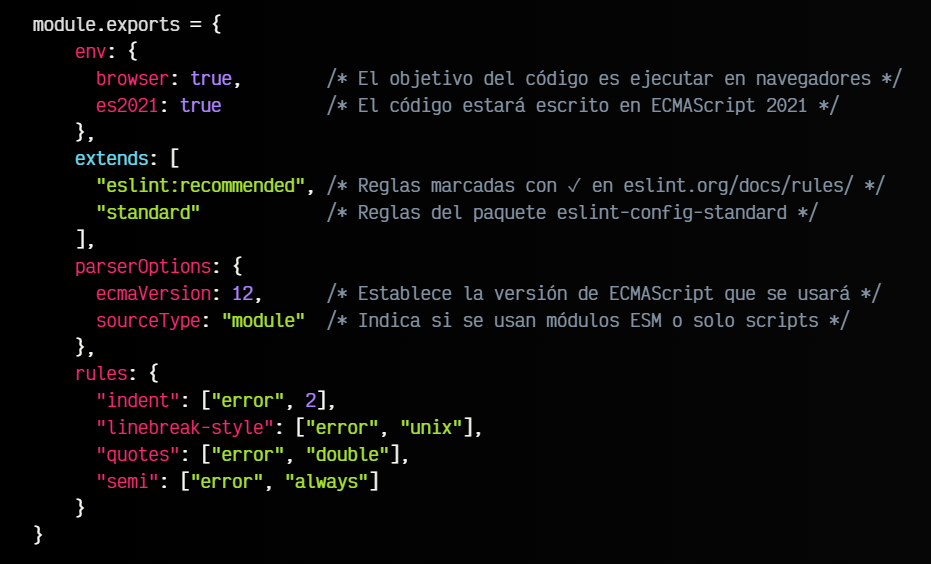 module.exports = {
    env: {
      browser: true,        /* El objetivo del código es ejecutar en navegadores */
      es2021: true          /* El código estará escrito en ECMAScript 2021 */
    },
    extends: [
      "eslint:recommended", /* Reglas marcadas con ✓ en eslint.org/docs/rules/ */
      "standard"            /* Reglas del paquete eslint-config-standard */
    ],
    parserOptions: {
      ecmaVersion: 12,      /* Establece la versión de ECMAScript que se usará */
      sourceType: "module"  /* Indica si se usan módulos ESM o solo scripts */
    },
    rules: {
      "indent": ["error", 2],
      "linebreak-style": ["error", "unix"],
      "quotes": ["error", "double"],
      "semi": ["error", "always"]
    }
}